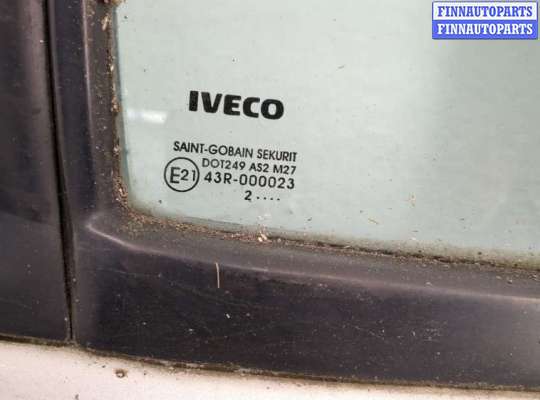 FINNAUTOPARTS
FINNAUTOPARTS
IVECO
SAINT-GOBAIN SEKURIT
DOT249 AS2 M27
E21 43R-000023
2 ····